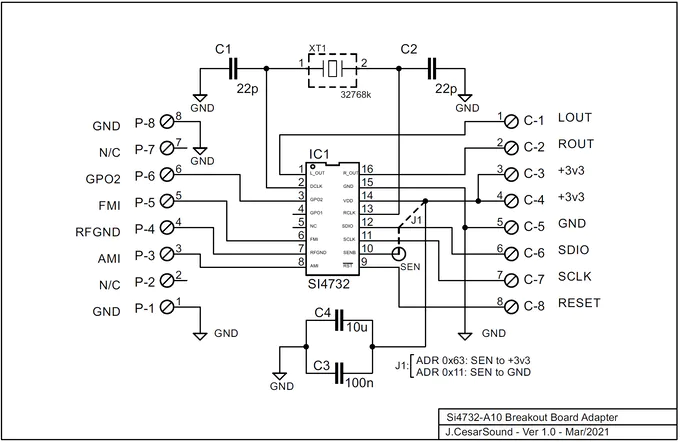 C1
XT1
C2
1
2
22p
32768k
22p
GND
GND
GND P-8 8
N/C P-7 7
GPO2 P-6 6
FMI P-5 5
RFGND P-4 4
AMI P-3 3
N/C P-2 2
GND P-1 1
GND
GND
IC1
1 L_OUT R_OUT 16
2 DCLK GND 15
3 GPO2 VDD 14
4 GPO1 RCLK 13
5 NC SDIO 12
6 FMI SCLK 11
7 RFGND SENB 10
8 AMI RST 9
SI4732
J1
SEN
1 C-1 LOUT
2 C-2 ROUT
3 C-3 +3v3
4 C-4 +3v3
5 C-5 GND
6 C-6 SDIO
7 C-7 SCLK
8 C-8 RESET
GND
C4
10u
C3
100n
GND
J1:
ADR 0x63: SEN to +3v3
ADR 0x11: SEN to GND
Si4732-A10 Breakout Board Adapter
J.CesarSound - Ver 1.0 - Mar/2021